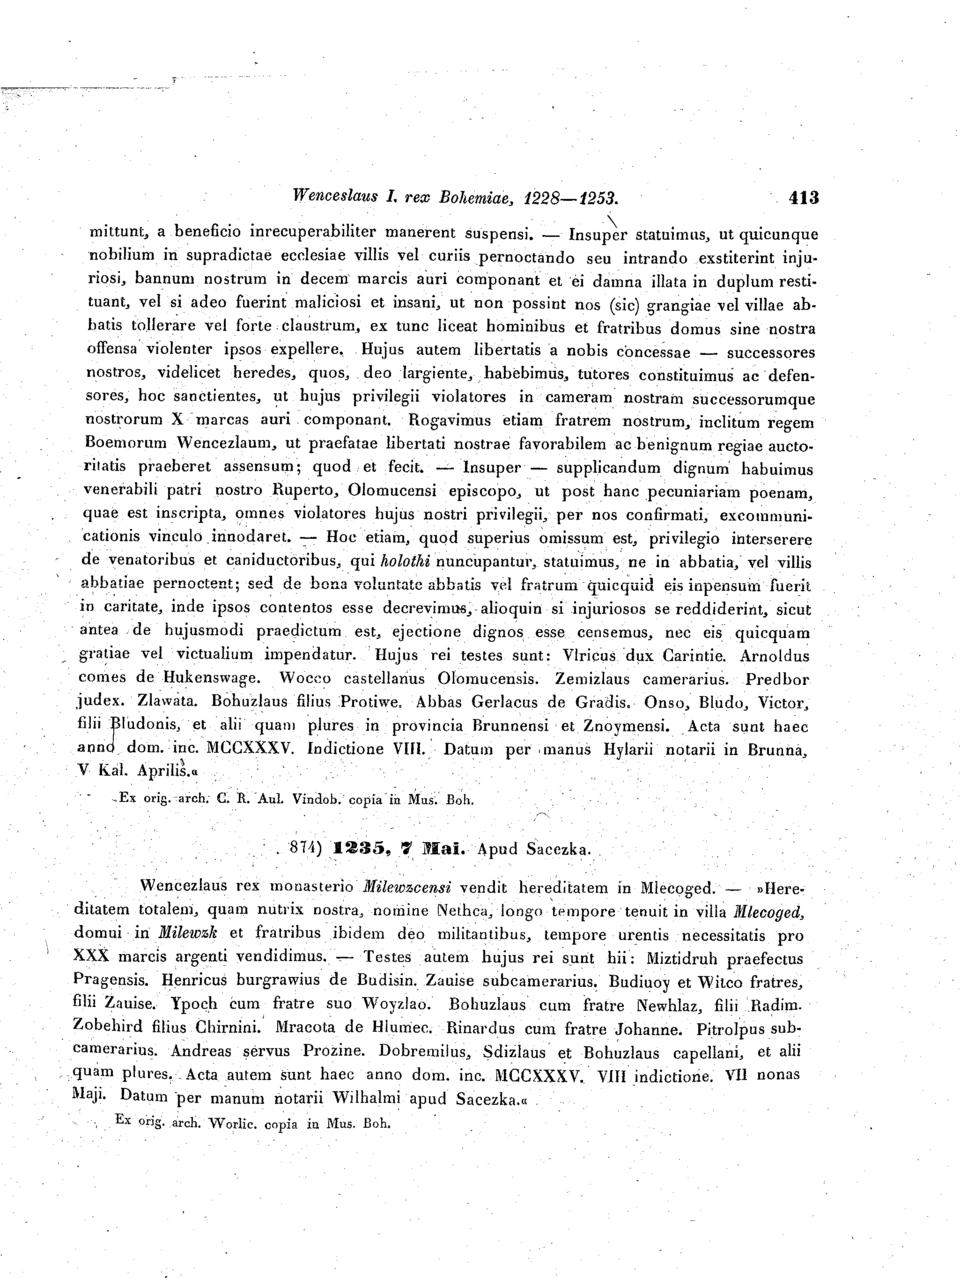 Wenceslaus I. rex Bohemiae, 1228—1253. 413
mittunt, a beneficio inrecuperabiliter manerent suspensi. — Insuper statuimus, ut quicunque
nobilium in supradictae ecclesiae villis vel curiis pernoctando seu intrando exstiterint inju-
riosi, bannum nostrum in decem marcis auri componant et ei damna illata in duplum resti-
tuant, vel si adeo fuerint maliciosi et insani, ut non possint nos (sic) grangiae vel villae ab-
batis tollerare vel forte claustrum, ex tunc liceat hominibus et fratribus domus sine nostra
offensa violenter ipsos expellere. Hujus autem libertatis a nobis concessae — successores
nostros, videlicet heredes, quos, deo largiente, habebimus, tutores constituimus ac defen-
sores, hoc sanctientes, ut hujus privilegii violatores in cameram nostram successorumque
nostrorum X marcas auri componant. Rogavimus etiam fratrem nostrum, inclitum regem
Boemorum Wencezlaum, ut praefatae libertati nostrae favorabilem ac benignum regiae aucto-
ritatis praeberet assensum; quod et fecit. — Insuper — supplicandum dignum habuimus
venerabili patri nostro Ruperto, Olomucensi episcopo, ut post hanc pecuniariam poenam,
quae est inscripta, omnes violatores hujus nostri privilegii, per nos confirmati, excommuni-
cationis vinculo innodaret. — Hoc etiam, quod superius omissum est, privilegio interserere
de venatoribus et caniductoribus, qui holothi nuncupantur, statuimus, ne in abbatia, vel villis
abbatiae pernoctent; sed de bona voluntate abbatis vel fratrum quicquid eis inpensum fuerit
in caritate, inde ipsos contentos esse decrevimus, alioquin si injuriosos se reddiderint, sicut
antea de hujusmodi praedictum est, ejectione dignos esse censemus, nec eis quicquam
gratiae vel victualium impendatur. Hujus rei testes sunt: Vlricus dux Carintie. Arnoldus
comes de Hukenswage. Wocco castellanus Olomucensis. Zemizlaus camerarius. Predbor
judex. Zlawata. Bohuzlaus filius Protiwe. Abbas Gerlacus de Gradis. Onso, Bludo, Victor,
filii Bludonis, et alii quam plures in provincia Brunnensi et Znoymensi. Acta sunt haec
anno dom. inc. MCCXXXV. Indictione VIII. Datum per manus Hylarii notarii in Brunna,
V Kal. Aprilis.«
Ex orig. arch. C. R. Aul. Vindob. copia in Mus. Boh.
874) 1235, 7 Mai. Apud Sacezka.
Wencezlaus rex monasterio Milewzcensi vendit hereditatem in Mlecoged. — »Here-
ditatem totalem, quam nutrix nostra, nomine Nethca, longo tempore tenuit in villa Mlecoged,
domui in Milewzk et fratribus ibidem deo militantibus, tempore urentis necessitatis pro
XXX marcis argenti vendidimus. — Testes autem hujus rei sunt hii: Miztidruh praefectus
Pragensis. Henricus burgrawius de Budisin. Zauise subcamerarius. Budiuoy et Witco fratres,
filii Zauise. Ypoch cum fratre suo Woyzlao. Bohuzlaus cum fratre Newhlaz, filii Radim.
Zobehird filius Chirnini. Mracota de Hlumec. Rinardus cum fratre Johanne. Pitrolpus sub-
camerarius. Andreas servus Prozine. Dobremilus, Sdizlaus et Bohuzlaus capellani, et alii
quam plures. Acta autem sunt haec anno dom. inc. MCCXXXV. VIII indictione. VII nonas
Maji. Datum per manum notarii Wilhalmi apud Sacezka.«
Ex orig. arch. Worlic. copia in Mus. Boh.